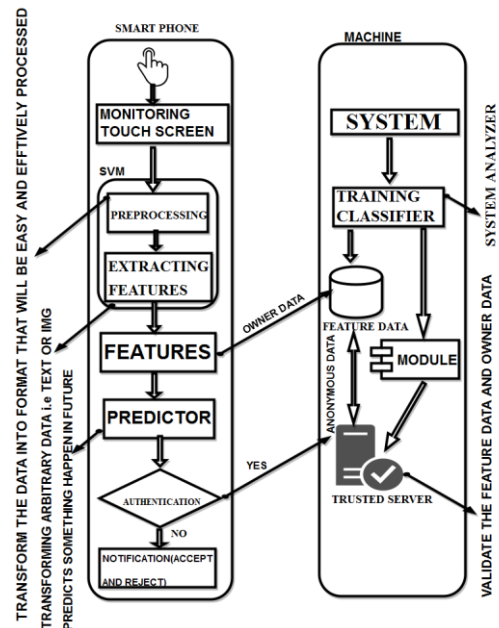 TRANSFORM THE DATA INTO FORMAT THAT WILL BE EASY AND EFFTIVELY PROCESSED
TRANSFORMING ARBITRARY DATA i.e TEXT OR IMG
PREDICTS SOMETHING HAPPEN IN FUTURE
SMART PHONE
MONITORING
TOUCH SCREEN
SVM
PREPROCESSING
EXTRACTING
FEATURES
FEATURES
PREDICTOR
AUTHENTICATION
NO
NOTIFICATION(ACCEPT
AND REJECT)
OWNER DATA
YES
MACHINE
SYSTEM
TRAINING
CLASSIFIER
FEATURE DATA
ANONYMOUS DATA
MODULE
TRUSTED SERVER
SYSTEM ANALYZER
VALIDATE THE FEATURE DATA AND OWNER DATA